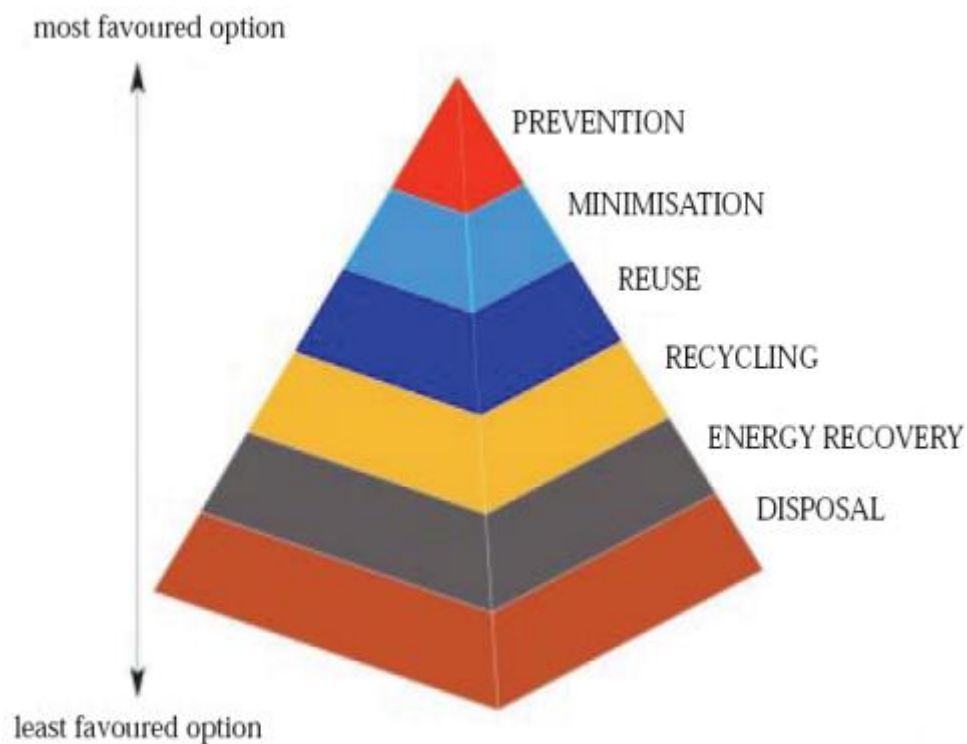 most favoured option
PREVENTION
MINIMISATION
REUSE
RECYCLING
ENERGY RECOVERY
DISPOSAL
least favoured option